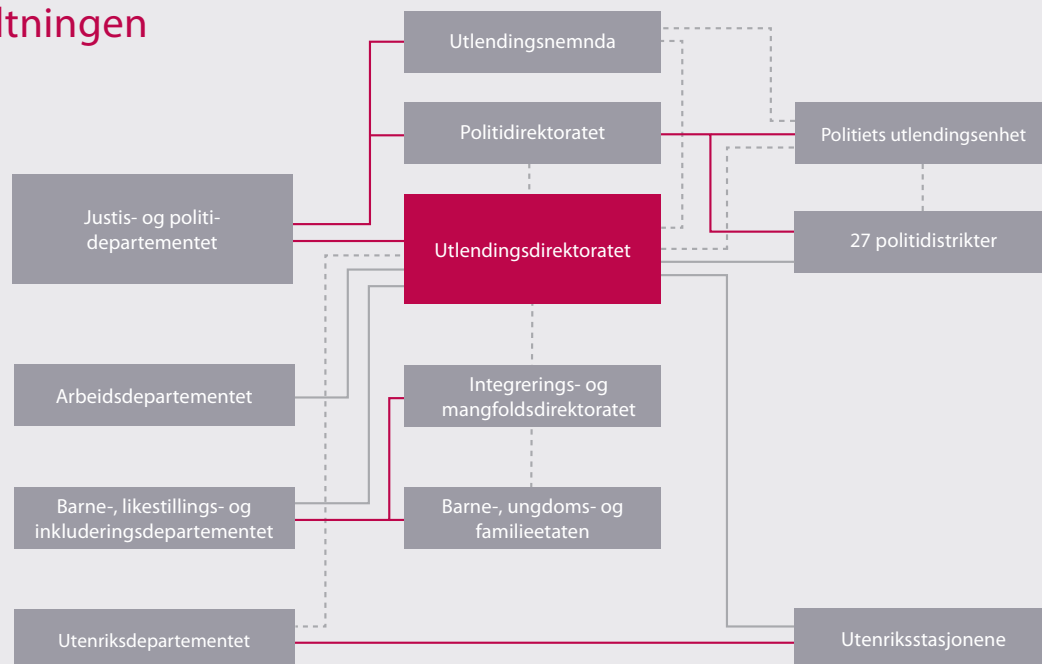 ltningen
Utlendingsnemnda
Politidirektoratet
Politiets utlendingsenhet
Justis- og politi-
departementet
Utlendingsdirektoratet
27 politidistrikter
Arbeidsdepartementet
Integrerings- og
mangfoldsdirektoratet
Barne-, likestillings- og
inkluderingsdepartementet
Barne-, ungdoms- og
familieetaten
Utenriksdepartementet
Utenriksstasjonene